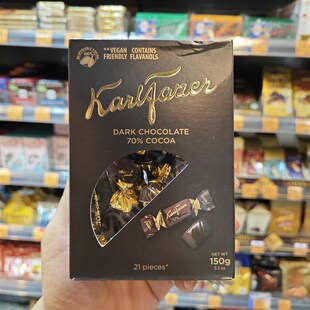 **VEGAN CONTAINS
FRIENDLY FLAVANOLS
Karl Fazer
DARK CHOCOLATE
70% COCOA
21 pieces*
NET WT
150g
5.3 oz